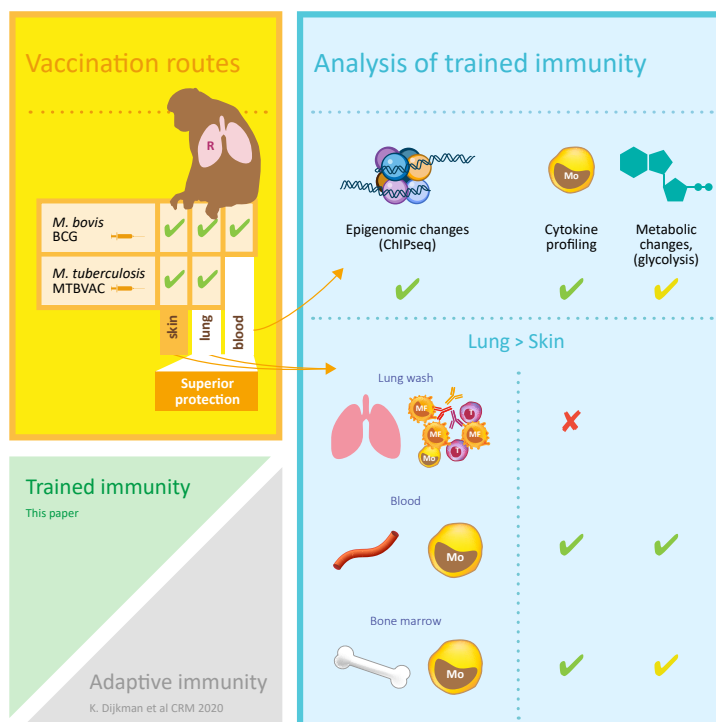 Vaccination routes
R
M. bovis
BCG
M. tuberculosis
MTBVAC
skin
lung
blood
Superior
protection
Trained immunity
This paper
Adaptive immunity
K. Dijkman et al CRM 2020
Analysis of trained immunity
Mo
Epigenomic changes
(ChIPseq)
Cytokine
profiling
Metabolic
changes,
(glycolysis)
Lung > Skin
Lung wash
MF
MF
Mo
Blood
Mo
Bone marrow
Mo